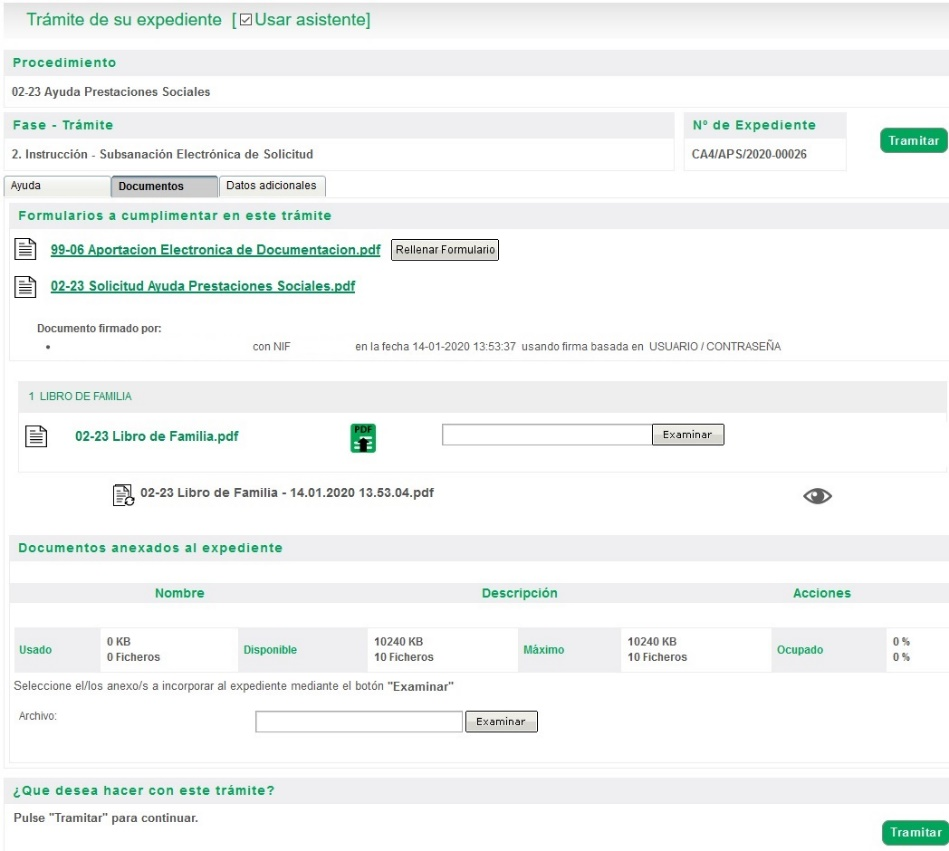 Trámite de su expediente [☑Usar asistente]
Procedimiento
02-23 Ayuda Prestaciones Sociales
Fase - Trámite
Nº de Expediente
Tramitar
2. Instrucción - Subsanación Electrónica de Solicitud
CA4/APS/2020-00026
Ayuda
Documentos
Datos adicionales
Formularios a cumplimentar en este trámite
99-06 Aportacion Electronica de Documentacion.pdf
Rellenar Formulario
02-23 Solicitud Ayuda Prestaciones Sociales.pdf
Documento firmado por:
• con NIF en la fecha 14-01-2020 13:53:37 usando firma basada en USUARIO / CONTRASEÑA
1 LIBRO DE FAMILIA
02-23 Libro de Familia.pdf
PDF
Examinar
02-23 Libro de Familia - 14.01.2020 13.53.04.pdf
Documentos anexados al expediente
Nombre
Descripción
Acciones
Usado
0 KB
0 Ficheros
Disponible
10240 KB
10 Ficheros
Máximo
10240 KB
10 Ficheros
Ocupado
0 %
0 %
Seleccione el/los anexo/s a incorporar al expediente mediante el botón "Examinar"
Archivo:
Examinar
¿Que desea hacer con este trámite?
Pulse "Tramitar" para continuar.
Tramitar